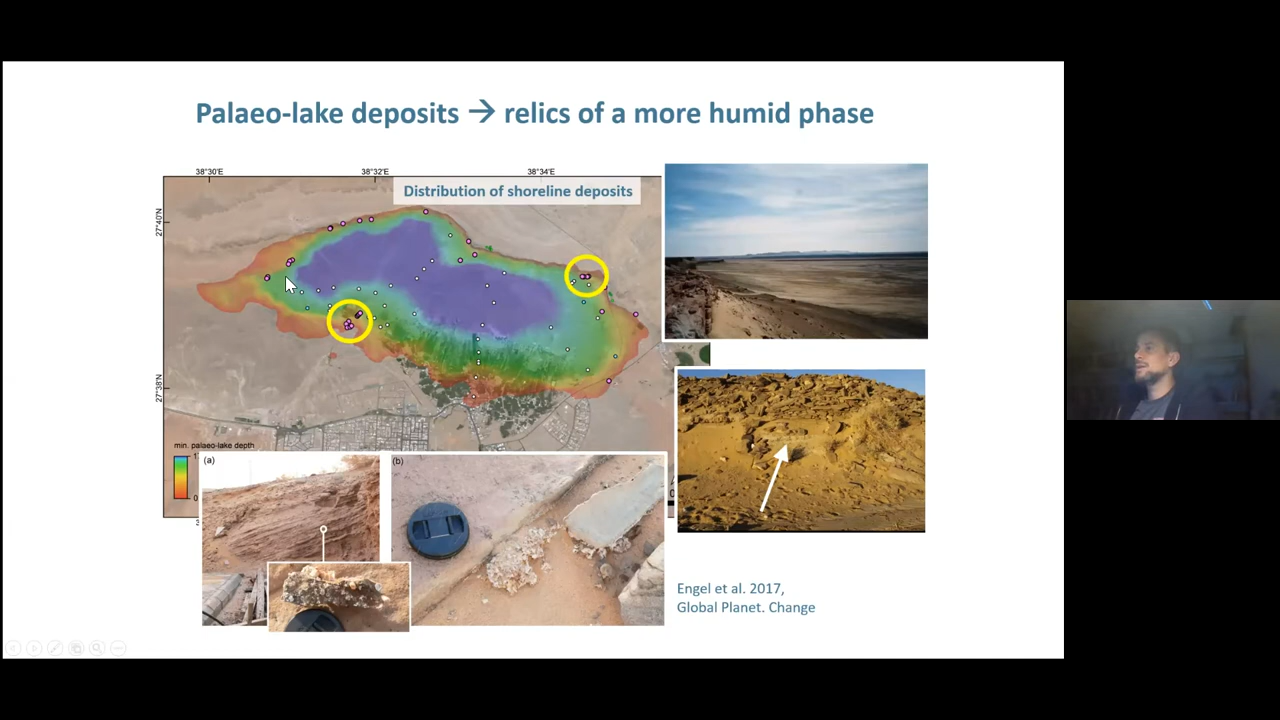 Palaeo-lake deposits → relics of a more humid phase
38°30'E
38°32'E
38°34'E
Distribution of shoreline deposits
27°40'N
27°38'N
min. palaeo-lake depth
0
(a)
(b)
Engel et al. 2017,
Global Planet. Change